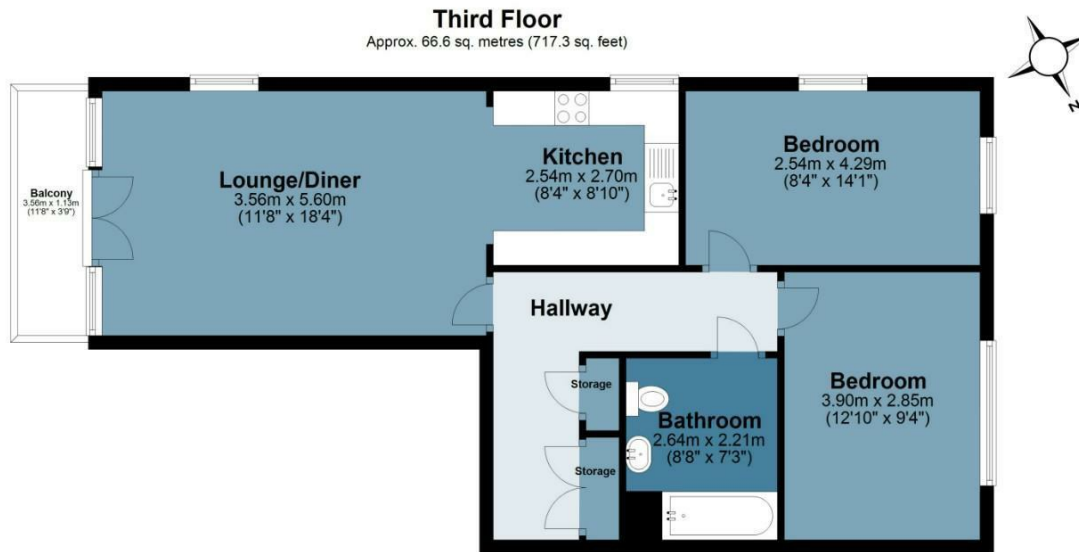 Third Floor
Approx. 66.6 sq. metres (717.3 sq. feet)
N
Balcony
3.56m x 1.13m
(11'8" x 3'9")
Lounge/Diner
3.56m x 5.60m
(11'8" x 18'4")
Kitchen
2.54m x 2.70m
(8'4" x 8'10")
Bedroom
2.54m x 4.29m
(8'4" x 14'1")
Hallway
Storage
Storage
Bathroom
2.64m x 2.21m
(8'8" x 7'3")
Bedroom
3.90m x 2.85m
(12'10" x 9'4")